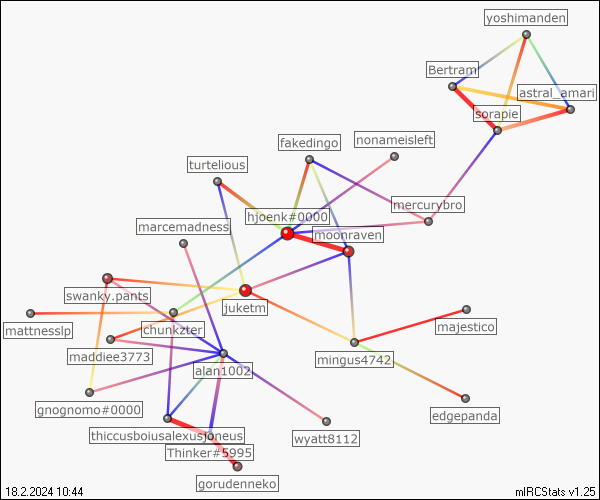 yoshimanden
Bertram
astral_amari
sorapie
fakedingo
nonameisleft
turtelious
mercurybro
hjoenk#0000
marcemadness
moonraven
swanky.pants
juketm
mattnesslp
chunkzter
majestico
maddiee3773
mingus4742
alan1002
gnognomo#0000
edgepanda
thiccusboiusalexusjoneus
wyatt8112
Thinker#5995
gorudenneko
18.2.2024 10:44
mIRCStats v1.25